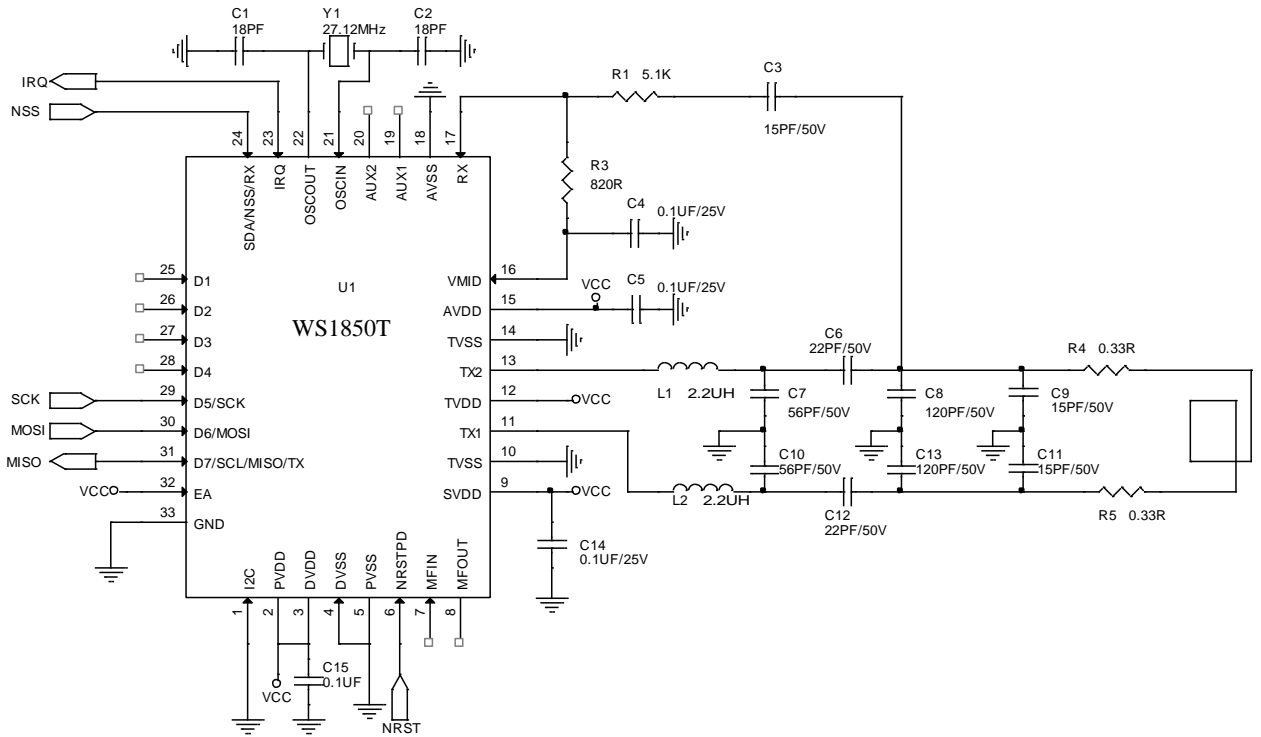 C1
18PF
Y1
27.12MHz
C2
18PF
IRQ
NSS
R1 5.1K
C3
15PF/50V
24
23
22
21
20
19
18
17
SDA/NSS/RX
IRQ
OSCOUT
OSCIN
AUX2
AUX1
AVSS
RX
R3
820R
C4
0.1UF/25V
25
D1
26
D2
27
D3
28
D4
29
D5/SCK
30
D6/MOSI
31
D7/SCL/MISO/TX
32
EA
33
GND
SCK
MOSI
MISO
VCC
U1
WS1850T
16
VMID
15
AVDD
14
TVSS
13
TX2
12
TVDD
11
TX1
10
TVSS
9
SVDD
VCC
C5
0.1UF/25V
VCC
VCC
L1 2.2UH
L2 2.2UH
C6
22PF/50V
C7
56PF/50V
C8
120PF/50V
C9
15PF/50V
R4 0.33R
C10
56PF/50V
C13
120PF/50V
C11
15PF/50V
C12
22PF/50V
R5 0.33R
C14
0.1UF/25V
I2C
PVDD
DVDD
DVSS
PVSS
NRSTPD
MFIN
MFOUT
1
2
3
4
5
6
7
8
VCC
C15
0.1UF
NRST